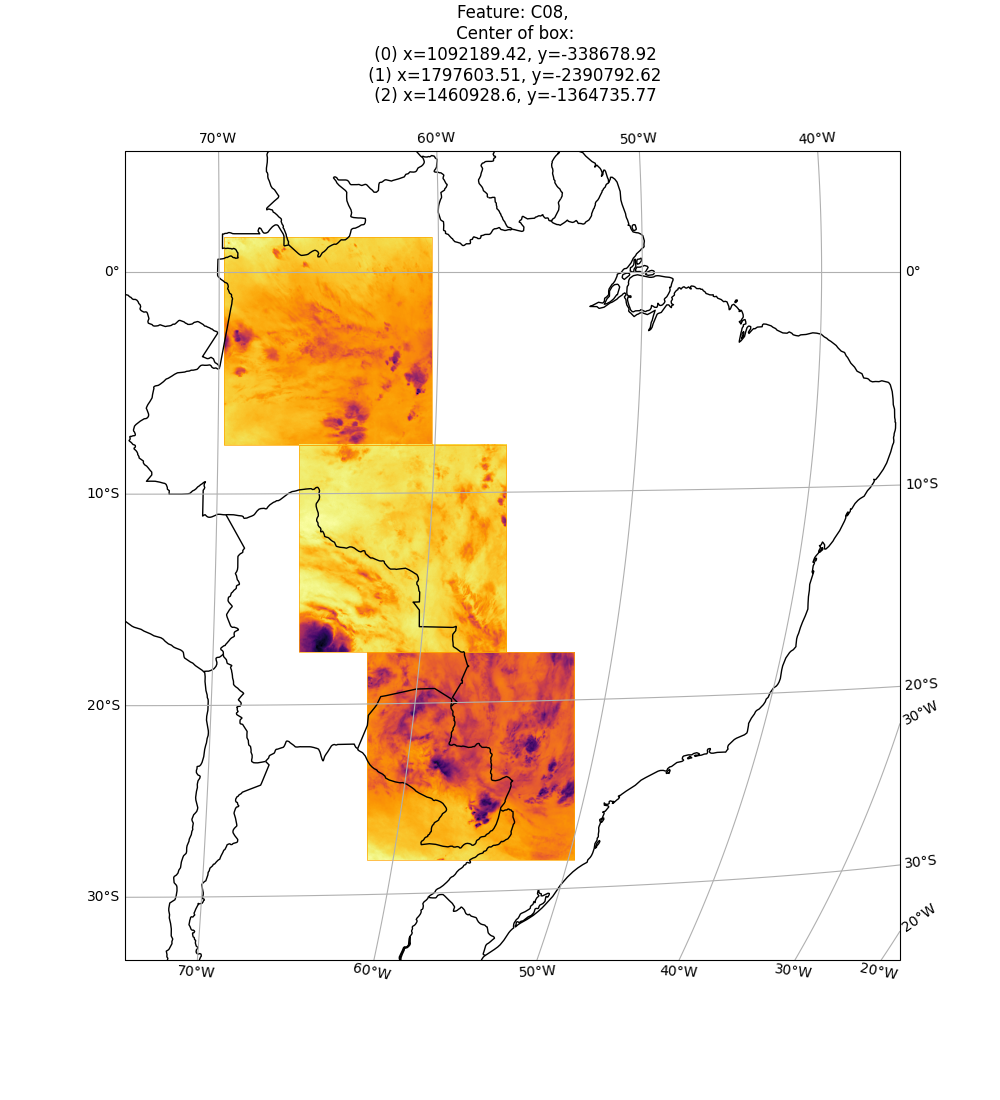 Feature: C08,
Center of box:
(0) x=1092189.42, y=-338678.92
(1) x=1797603.51, y=-2390792.62
(2) x=1460928.6, y=-1364735.77
70°W 60°W 50°W 40°W
0° 0°
10°S 10°S
20°S 20°S
30°W
30°S 30°S
20°W
70°W 60°W 50°W 40°W 30°W 20°W